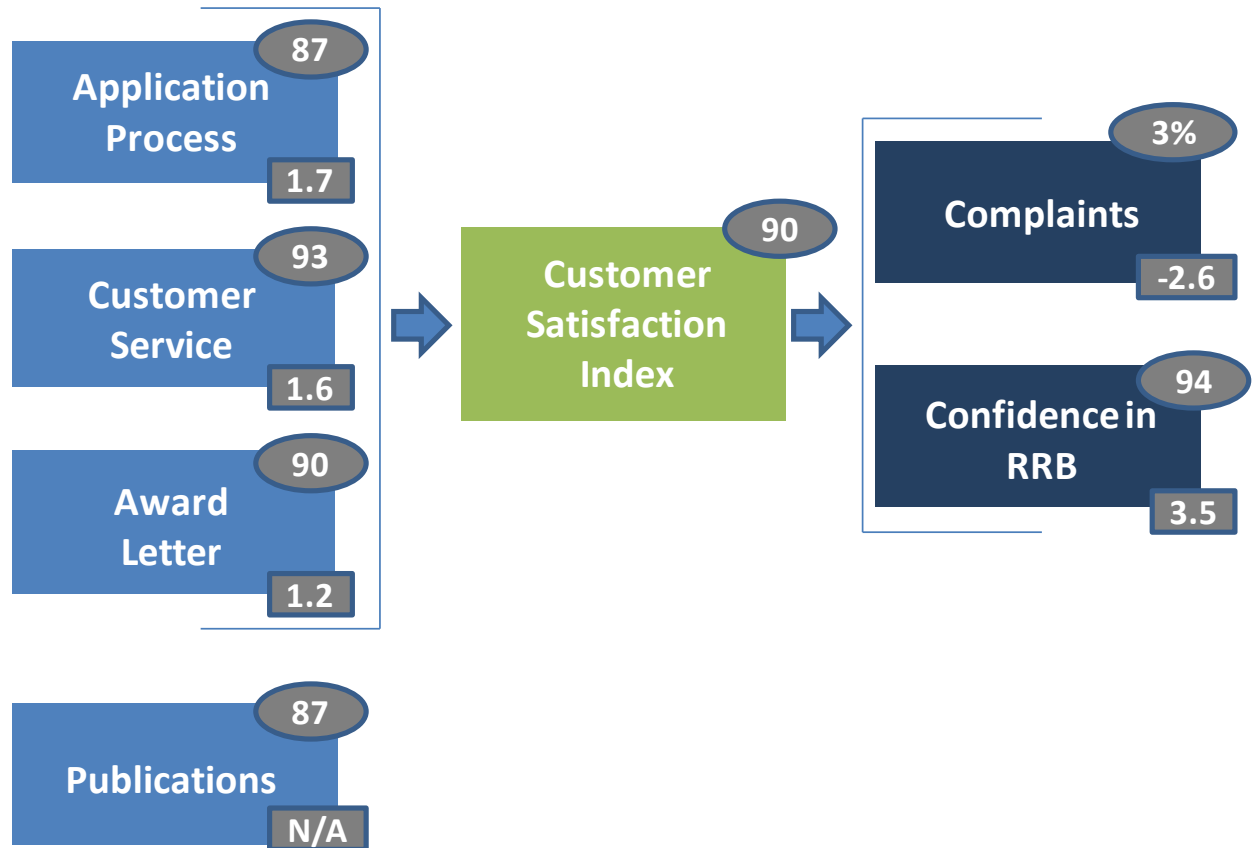 87
Application
Process
1.7
93
Customer
Service
1.6
90
Award
Letter
1.2
87
Publications
N/A
90
Customer
Satisfaction
Index
3%
Complaints
-2.6
94
Confidence in
RRB
3.5